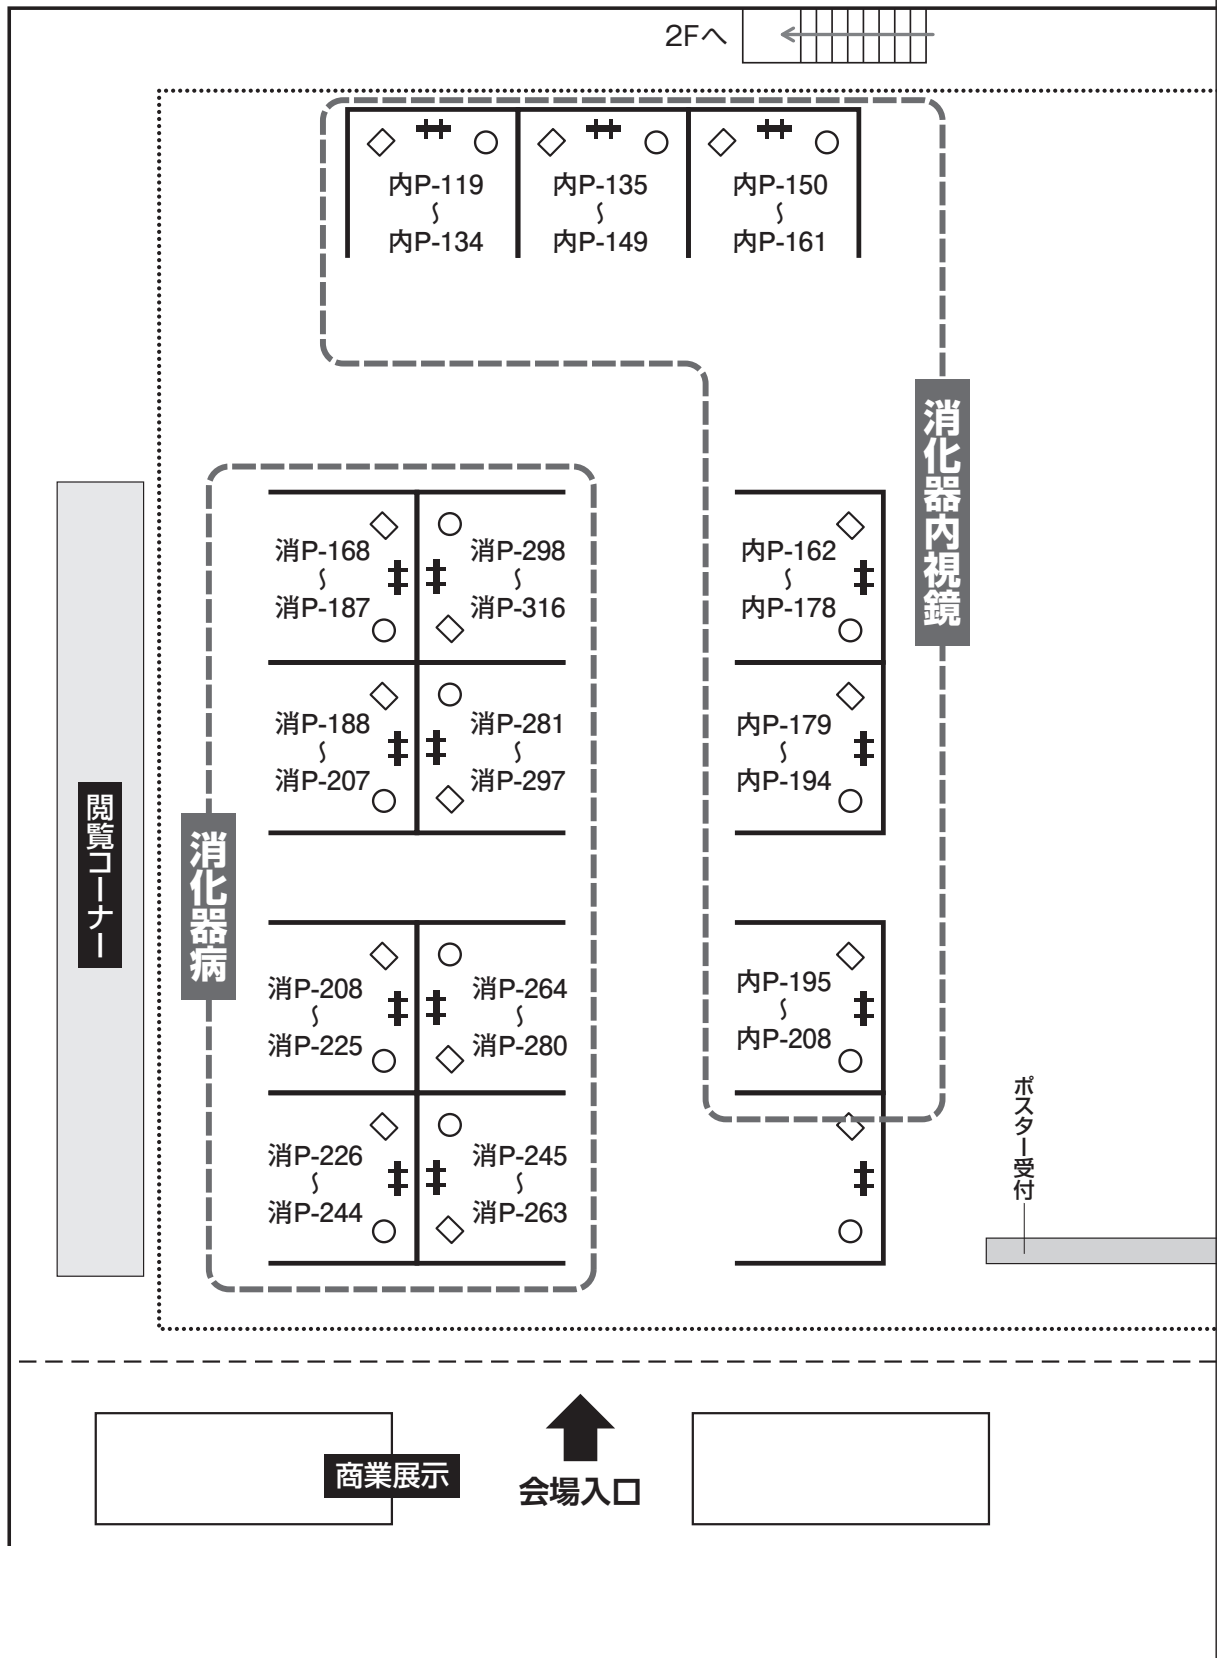 2Fへ
内P-119
〜
内P-134
内P-135
〜
内P-149
内P-150
〜
内P-161
消化器内視鏡
消P-168
〜
消P-187
消P-298
〜
消P-316
内P-162
〜
内P-178
消P-188
〜
消P-207
消P-281
〜
消P-297
内P-179
〜
内P-194
閲覧コーナー
消化器病
消P-208
〜
消P-225
消P-264
〜
消P-280
内P-195
〜
内P-208
消P-226
〜
消P-244
消P-245
〜
消P-263
ポスター受付
商業展示
会場入口